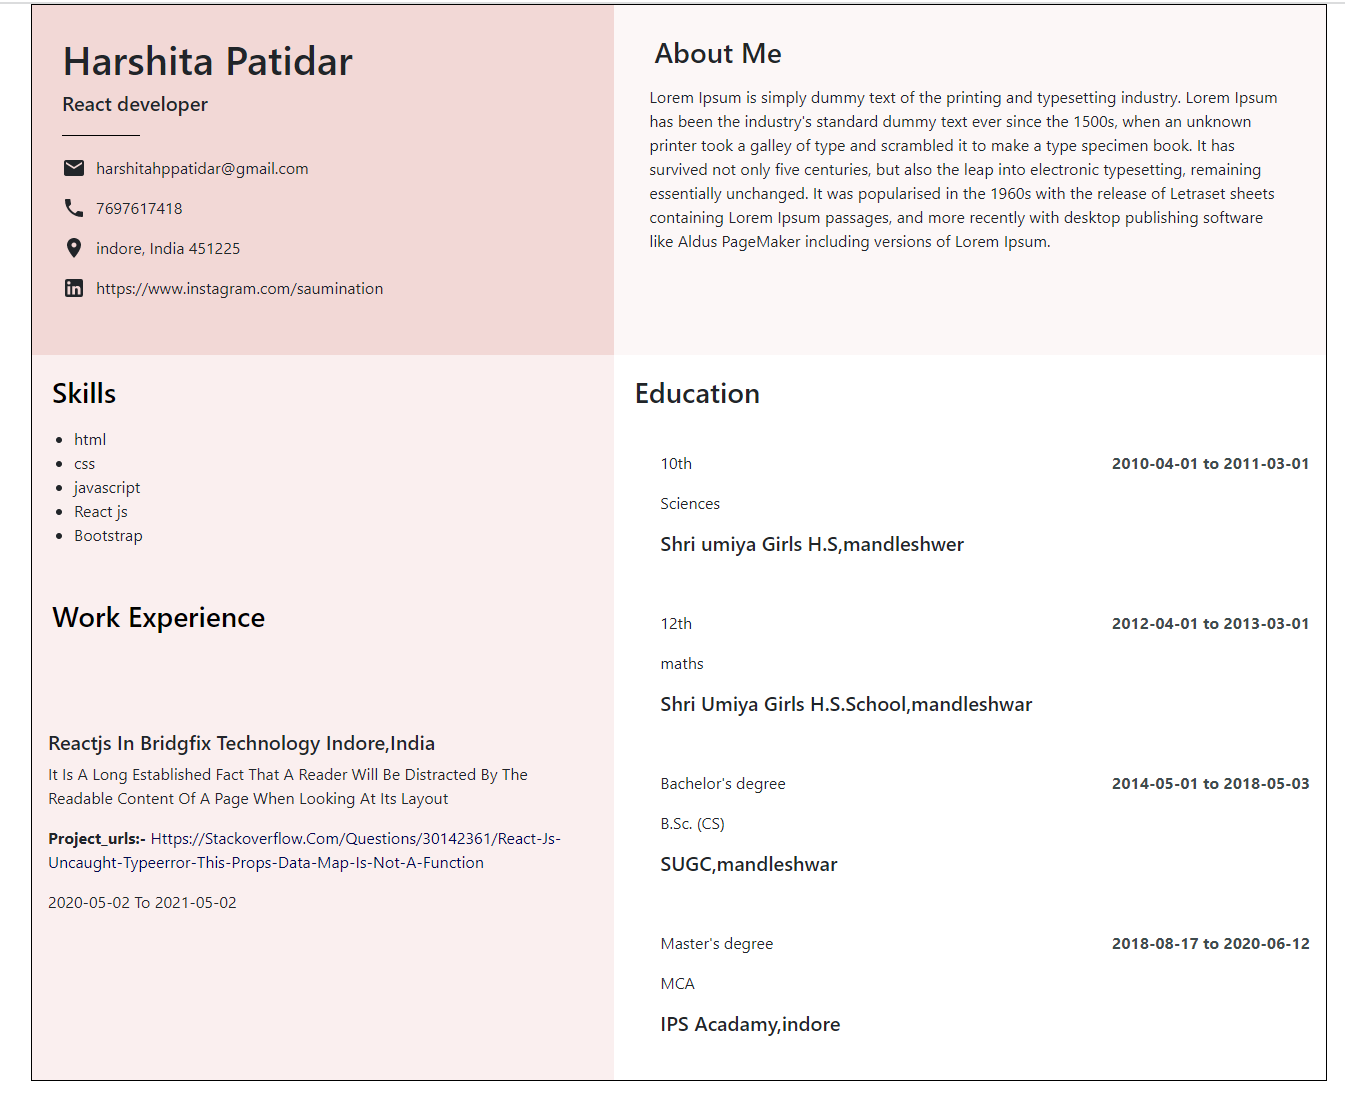 Harshita Patidar
React developer
harshitahppatidar@gmail.com
7697617418
indore, India 451225
https://www.instagram.com/saumination
About Me
Lorem Ipsum is simply dummy text of the printing and typesetting industry. Lorem Ipsum
has been the industry's standard dummy text ever since the 1500s, when an unknown
printer took a galley of type and scrambled it to make a type specimen book. It has
survived not only five centuries, but also the leap into electronic typesetting, remaining
essentially unchanged. It was popularised in the 1960s with the release of Letraset sheets
containing Lorem Ipsum passages, and more recently with desktop publishing software
like Aldus PageMaker including versions of Lorem Ipsum.
Skills
html
css
javascript
React js
Bootstrap
Work Experience
Reactjs In Bridgfix Technology Indore,India
It Is A Long Established Fact That A Reader Will Be Distracted By The
Readable Content Of A Page When Looking At Its Layout
Project_urls:- Https://Stackoverflow.Com/Questions/30142361/React-Js-
Uncaught-Typeerror-This-Props-Data-Map-Is-Not-A-Function
2020-05-02 To 2021-05-02
Education
10th 2010-04-01 to 2011-03-01
Sciences
Shri umiya Girls H.S,mandleshwer
12th 2012-04-01 to 2013-03-01
maths
Shri Umiya Girls H.S.School,mandleshwar
Bachelor's degree 2014-05-01 to 2018-05-03
B.Sc. (CS)
SUGC,mandleshwar
Master's degree 2018-08-17 to 2020-06-12
MCA
IPS Acadamy,indore